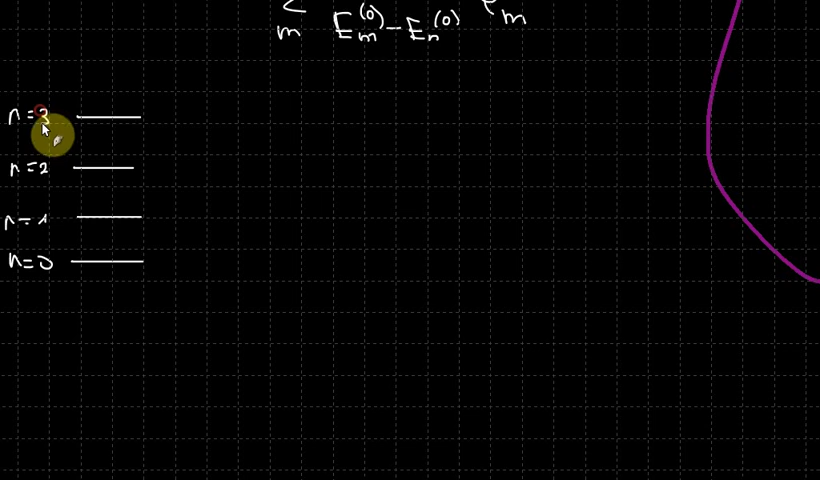 m E_m^(0) - E_n^(0) m
n=3
n=2
n=1
n=0